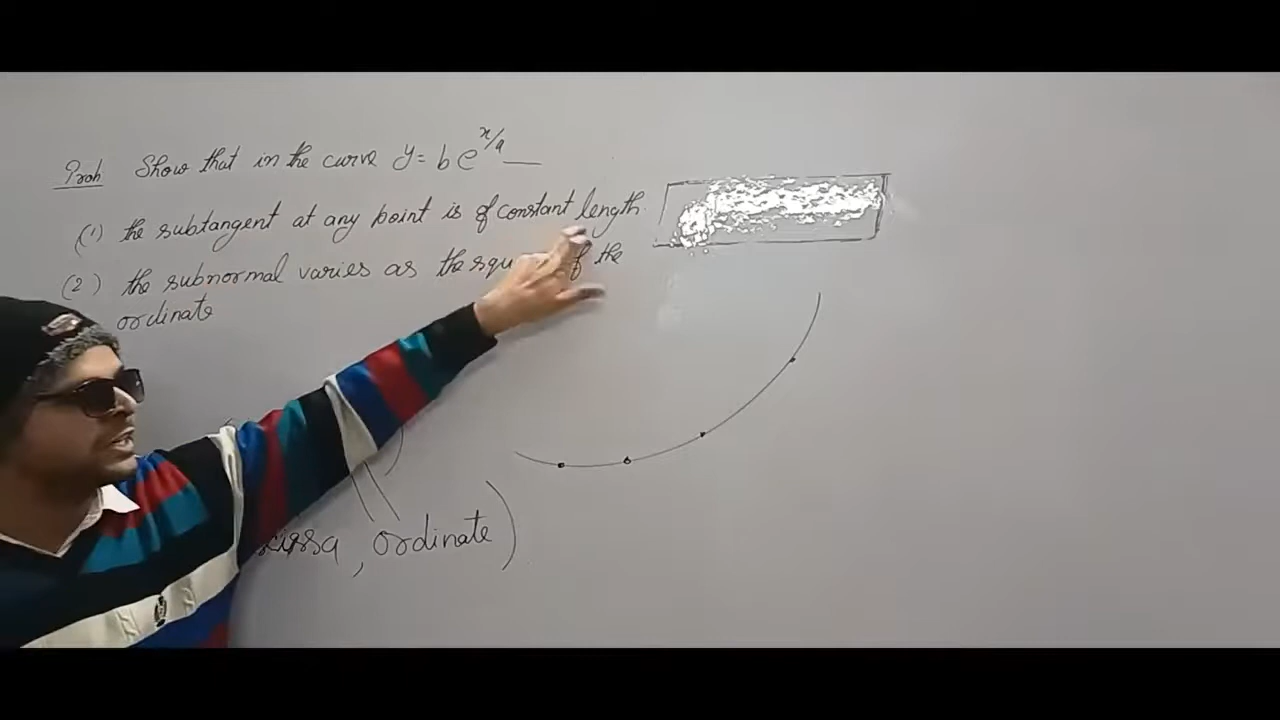 Prob Show that in the curve y = b e^{x/a}
(1) the subtangent at any point is of constant length.
(2) the subnormal varies as the of the
ordinate
, ordinate)